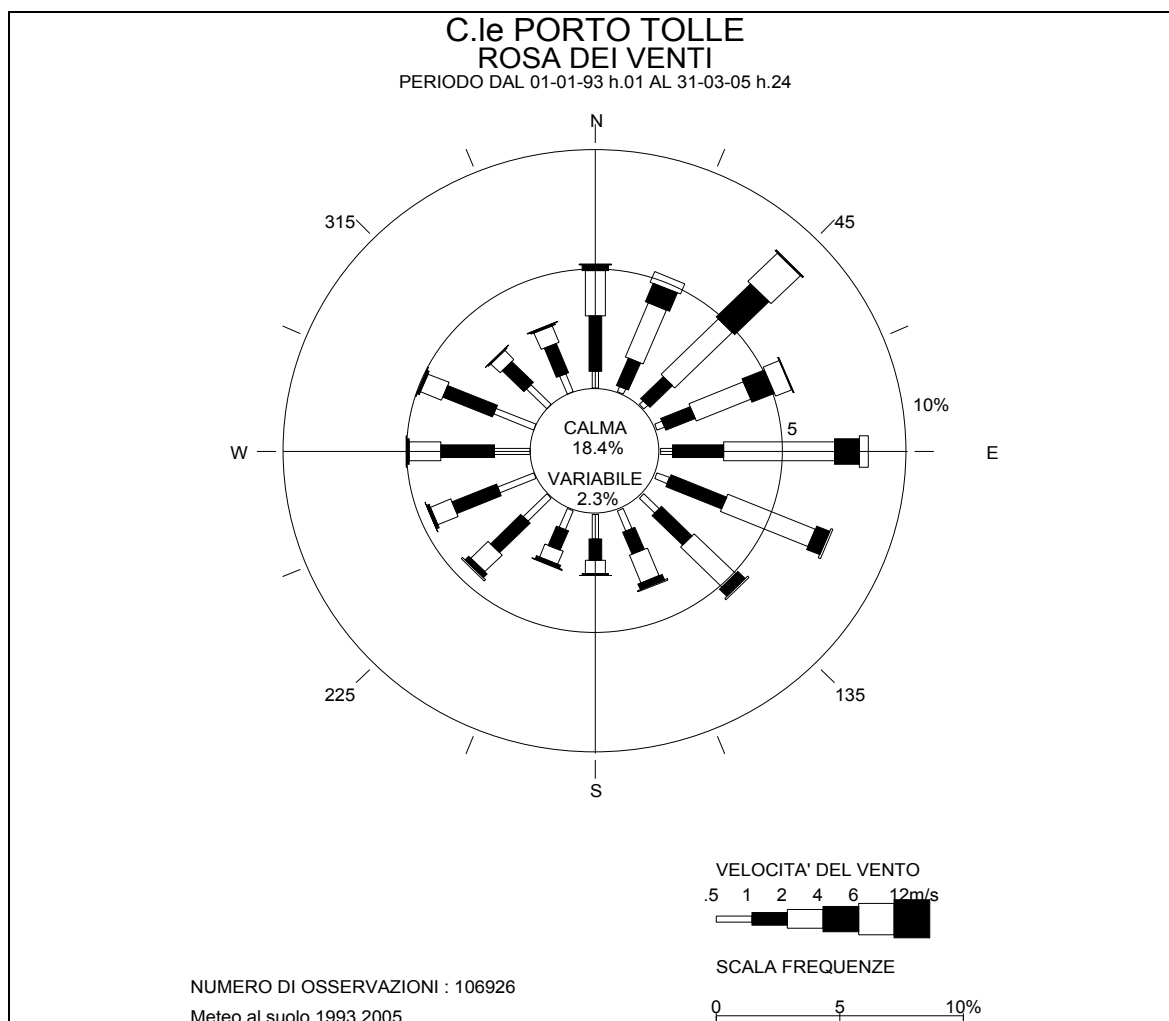 C.le PORTO TOLLE
ROSA DEI VENTI
PERIODO DAL 01-01-93 h.01 AL 31-03-05 h.24
N
315
45
10%
CALMA
18.4%
5
W
E
VARIABILE
2.3%
225
135
S
VELOCITA' DEL VENTO
.5 1 2 4 6 12m/s
SCALA FREQUENZE
NUMERO DI OSSERVAZIONI : 106926
0 5 10%
Meteo al suolo 1993 2005